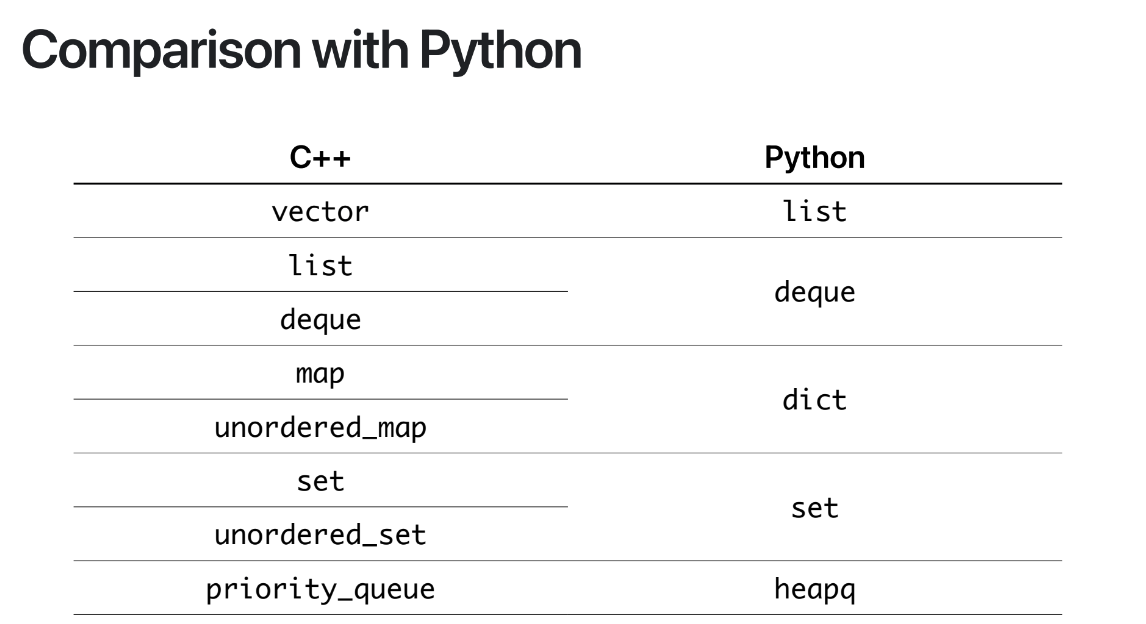 Comparison with Python
C++ Python
vector list
list
deque
deque
map
dict
unordered_map
set
set
unordered_set
priority_queue heapq